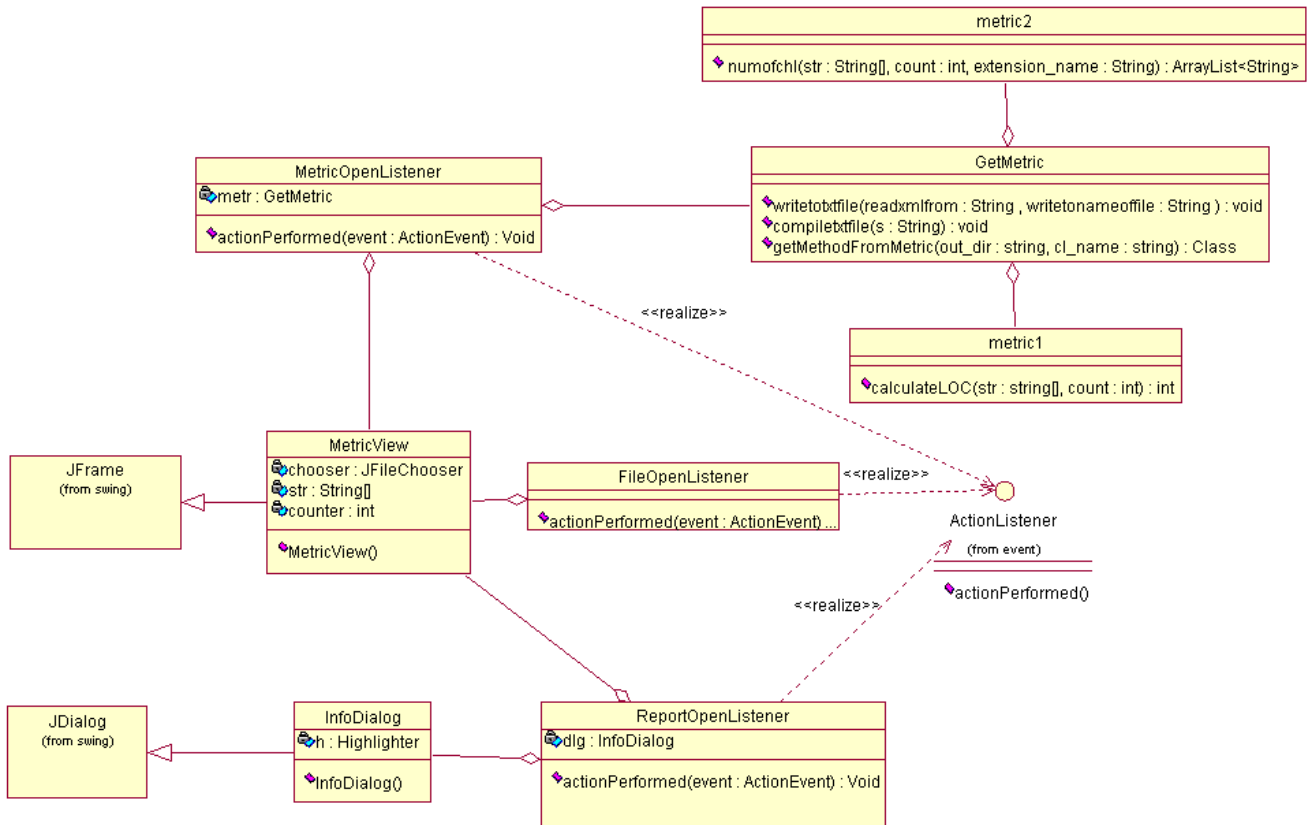 metric2
numofchl(str : String[], count : int, extension_name : String) : ArrayList<String>
MetricOpenListener
metr : GetMetric
actionPerformed(event : ActionEvent) : Void
GetMetric
writetotxtfile(readxmlfrom : String , writetonameoffile : String ) : void
compiletxtfile(s : String) : void
getMethodFromMetric(out_dir : string, cl_name : string) : Class
<<realize>>
metric1
calculateLOC(str : string[], count : int) : int
JFrame
(from swing)
MetricView
chooser : JFileChooser
str : String[]
counter : int
MetricView()
FileOpenListener
actionPerformed(event : ActionEvent) ...
<<realize>>
ActionListener
(from event)
actionPerformed()
<<realize>>
JDialog
(from swing)
InfoDialog
h : Highlighter
InfoDialog()
ReportOpenListener
dlg : InfoDialog
actionPerformed(event : ActionEvent) : Void